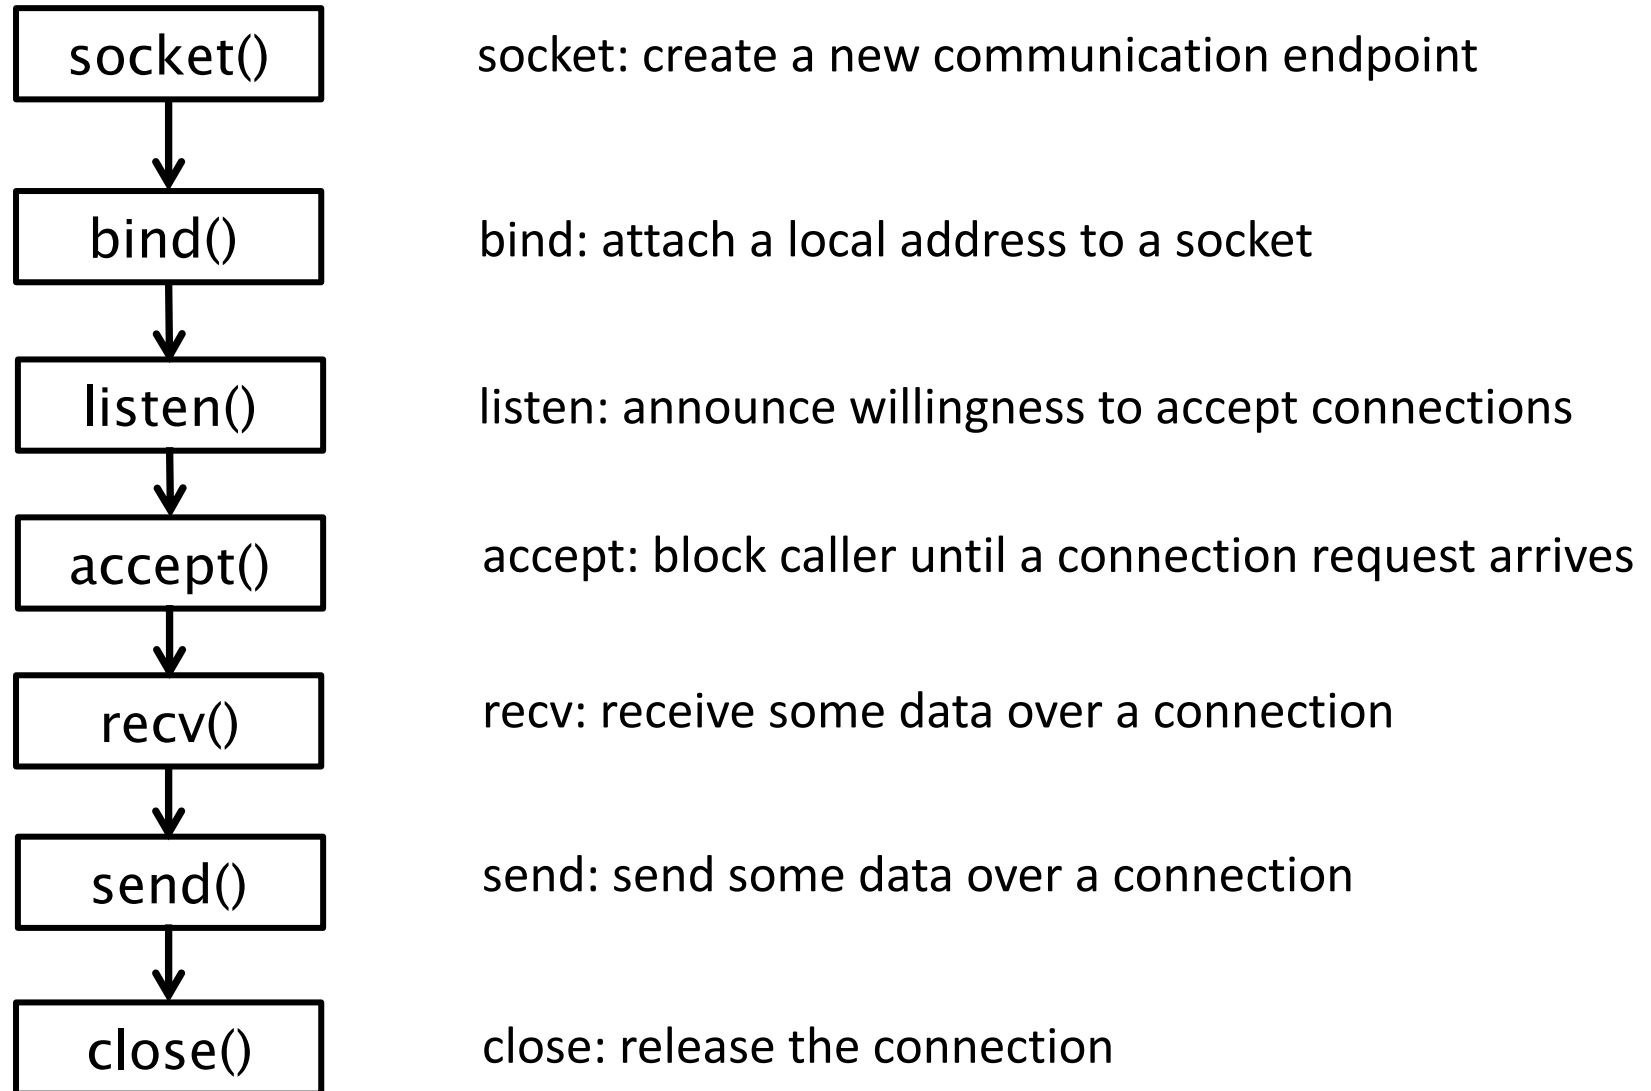 socket()
socket: create a new communication endpoint
bind()
bind: attach a local address to a socket
listen()
listen: announce willingness to accept connections
accept()
accept: block caller until a connection request arrives
recv()
recv: receive some data over a connection
send()
send: send some data over a connection
close()
close: release the connection